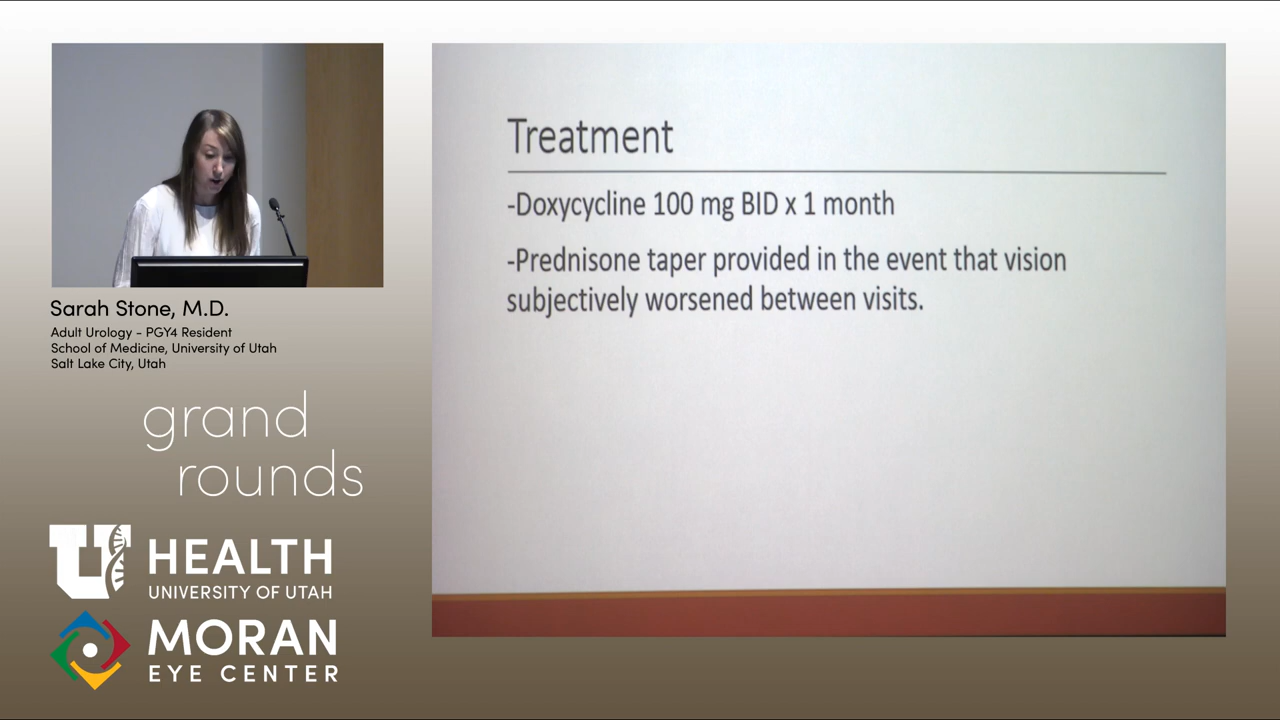 Treatment
-Doxycycline 100 mg BID x 1 month
-Prednisone taper provided in the event that vision
subjectively worsened between visits.
Sarah Stone, M.D.
Adult Urology - PGY4 Resident
School of Medicine, University of Utah
Salt Lake City, Utah
grand
rounds
U HEALTH
UNIVERSITY OF UTAH
MORAN
EYE CENTER